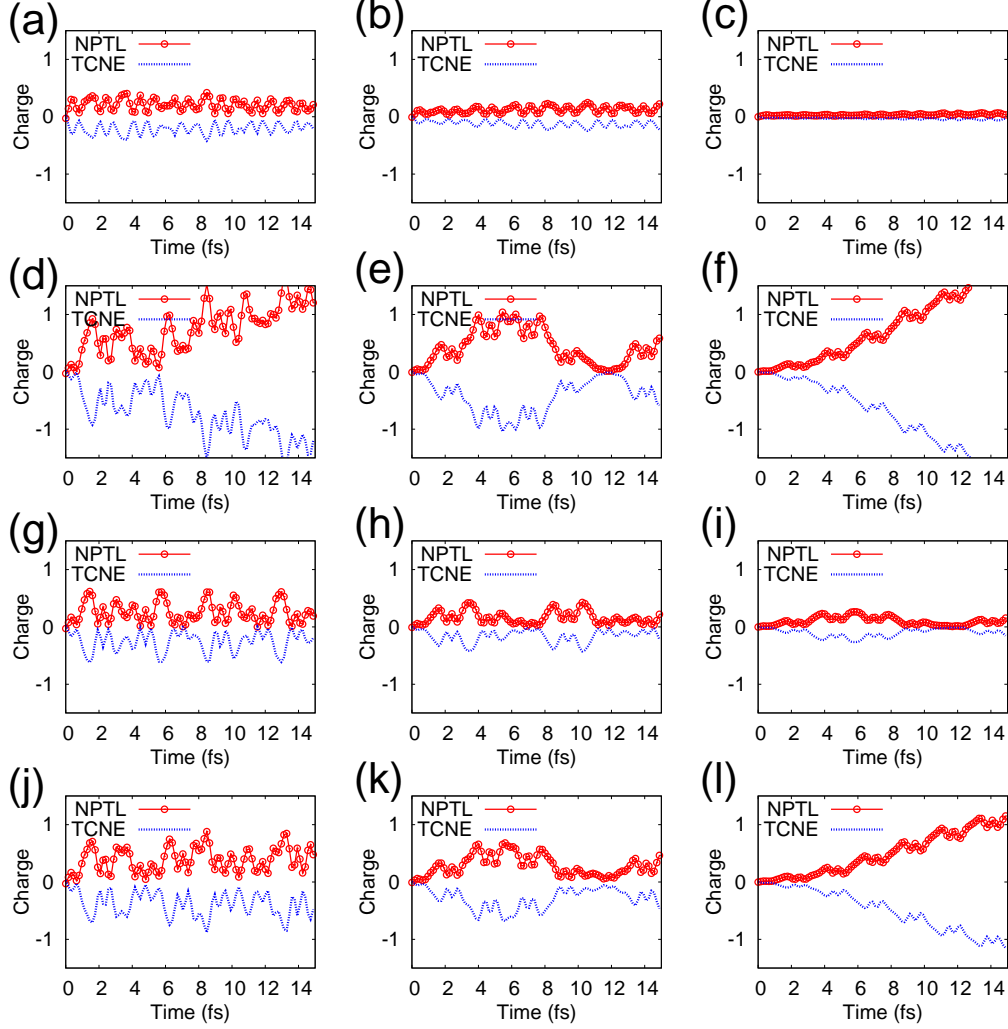 (a) (b) (c)
NPTL NPTL NPTL
TCNE TCNE TCNE
1 1 1
0 0 0
-1 -1 -1
Charge Charge Charge
0 2 4 6 8 10 12 14 0 2 4 6 8 10 12 14 0 2 4 6 8 10 12 14
Time (fs) Time (fs) Time (fs)
(d) (e) (f)
NPTL NPTL NPTL
TCNE TCNE TCNE
1 1 1
0 0 0
-1 -1 -1
Charge Charge Charge
0 2 4 6 8 10 12 14 0 2 4 6 8 10 12 14 0 2 4 6 8 10 12 14
Time (fs) Time (fs) Time (fs)
(g) (h) (i)
NPTL NPTL NPTL
TCNE TCNE TCNE
1 1 1
0 0 0
-1 -1 -1
Charge Charge Charge
0 2 4 6 8 10 12 14 0 2 4 6 8 10 12 14 0 2 4 6 8 10 12 14
Time (fs) Time (fs) Time (fs)
(j) (k) (l)
NPTL NPTL NPTL
TCNE TCNE TCNE
1 1 1
0 0 0
-1 -1 -1
Charge Charge Charge
0 2 4 6 8 10 12 14 0 2 4 6 8 10 12 14 0 2 4 6 8 10 12 14
Time (fs) Time (fs) Time (fs)